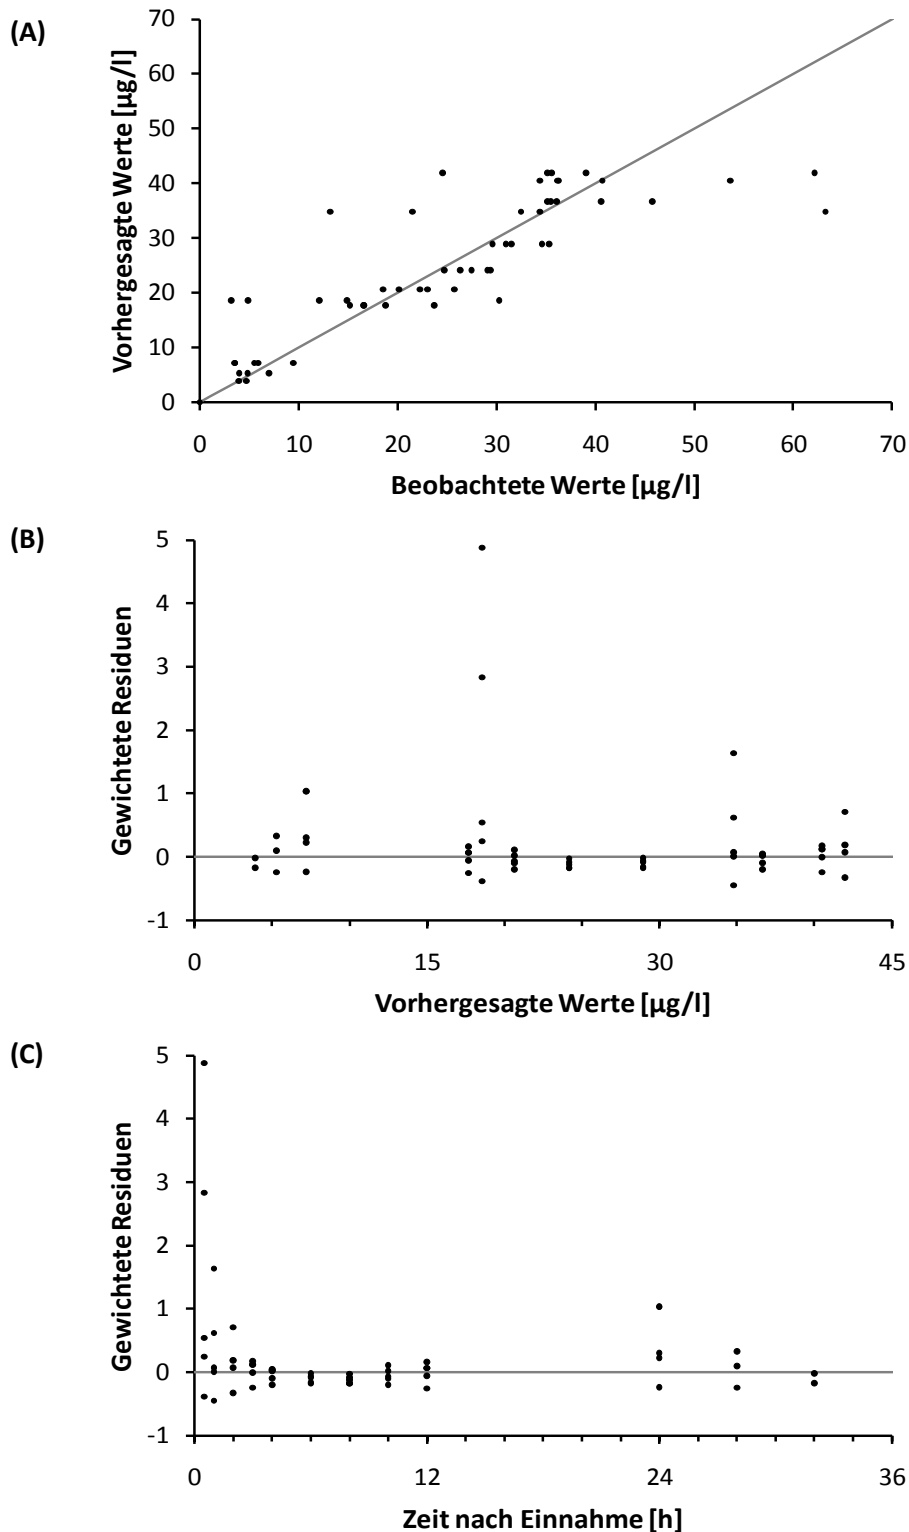 (A)
Vorhergesagte Werte [µg/l]
70
60
50
40
30
20
10
0
0 10 20 30 40 50 60 70
Beobachtete Werte [µg/l]
(B)
Gewichtete Residuen
5
4
3
2
1
0
-1
0 15 30 45
Vorhergesagte Werte [µg/l]
(C)
Gewichtete Residuen
5
4
3
2
1
0
-1
0 12 24 36
Zeit nach Einnahme [h]